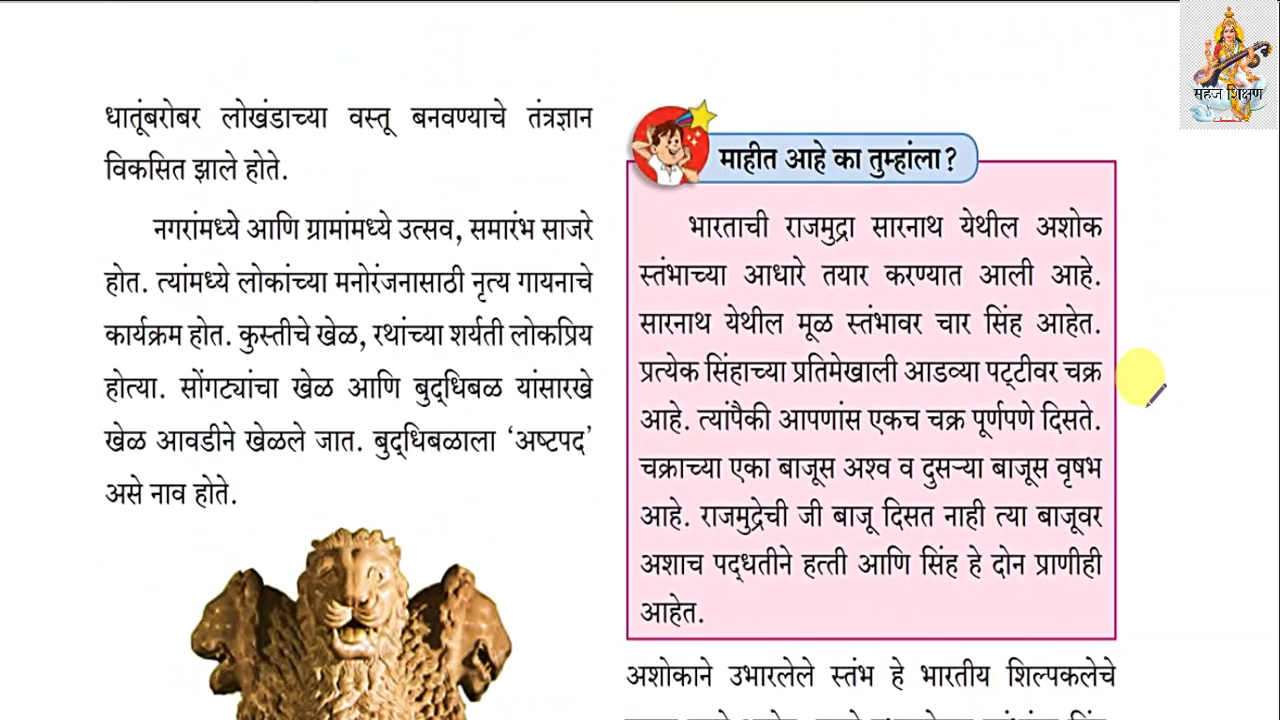 धातूंबरोबर लोखंडाच्या वस्तू बनवण्याचे तंत्रज्ञान
विकसित झाले होते.
नगरांमध्ये आणि ग्रामांमध्ये उत्सव, समारंभ साजरे
होत. त्यांमध्ये लोकांच्या मनोरंजनासाठी नृत्य गायनाचे
कार्यक्रम होत. कुस्तीचे खेळ, रथांच्या शर्यती लोकप्रिय
होत्या. सोंगट्यांचा खेळ आणि बुद्‌धिबळ यांसारखे
खेळ आवडीने खेळले जात. बुद्‌धिबळाला ‘अष्टपद’
असे नाव होते.
माहीत आहे का तुम्हांला?
भारताची राजमुद्रा सारनाथ येथील अशोक
स्तंभाच्या आधारे तयार करण्यात आली आहे.
सारनाथ येथील मूळ स्तंभावर चार सिंह आहेत.
प्रत्येक सिंहाच्या प्रतिमेखाली आडव्या पट्‌टीवर चक्र
आहे. त्यांपैकी आपणांस एकच चक्र पूर्णपणे दिसते.
चक्राच्या एका बाजूस अश्व व दुसऱ्या बाजूस वृषभ
आहे. राजमुद्रेची जी बाजू दिसत नाही त्या बाजूवर
अशाच पद्‌धतीने हत्ती आणि सिंह हे दोन प्राणीही
आहेत.
अशोकाने उभारलेले स्तंभ हे भारतीय शिल्पकलेचे
सहज शिक्षण